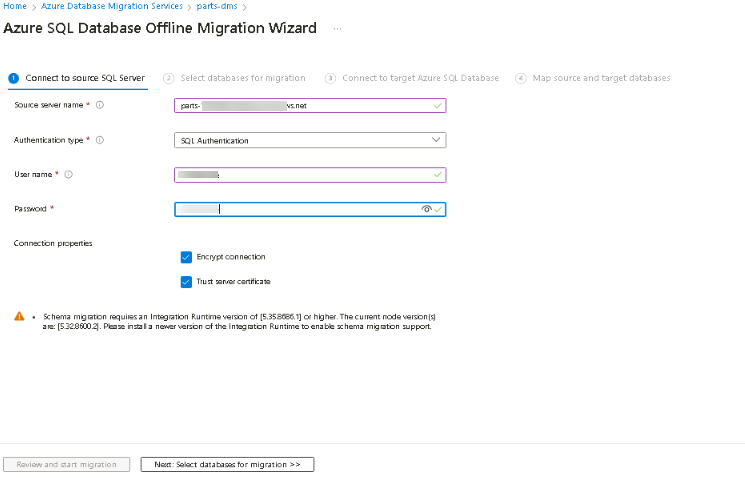 Home > Azure Database Migration Services > parts-dms >
Azure SQL Database Offline Migration Wizard ...
1 Connect to source SQL Server 2 Select databases for migration 3 Connect to target Azure SQL Database 4 Map source and target databases
Source server name * parts- ws.net
Authentication type * SQL Authentication
User name *
Password *
Connection properties
Encrypt connection
Trust server certificate
• Schema migration requires an Integration Runtime version of [5.35.8686.1] or higher. The current node version(s)
are: [5.32.8600.2]. Please install a newer version of the Integration Runtime to enable schema migration support.
Review and start migration Next: Select databases for migration >>